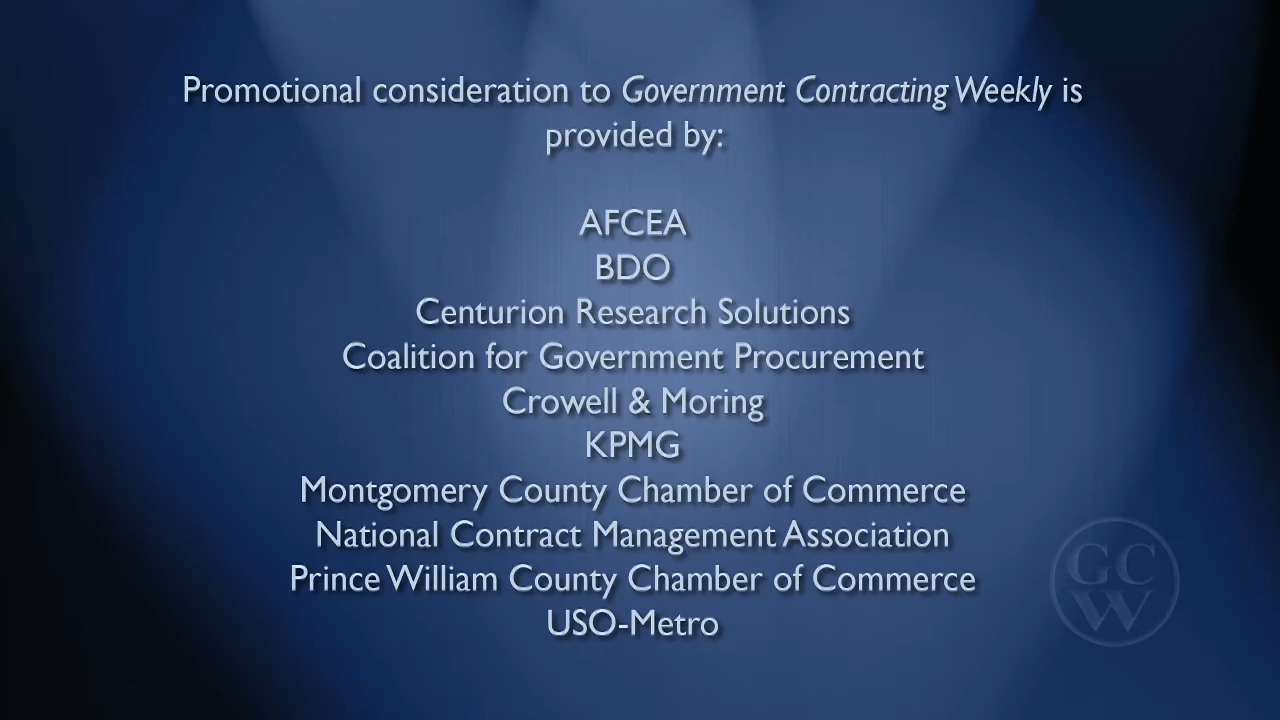 Promotional consideration to Government Contracting Weekly is
provided by:
AFCEA
BDO
Centurion Research Solutions
Coalition for Government Procurement
Crowell & Moring
KPMG
Montgomery County Chamber of Commerce
National Contract Management Association
Prince William County Chamber of Commerce
USO-Metro
GC
W